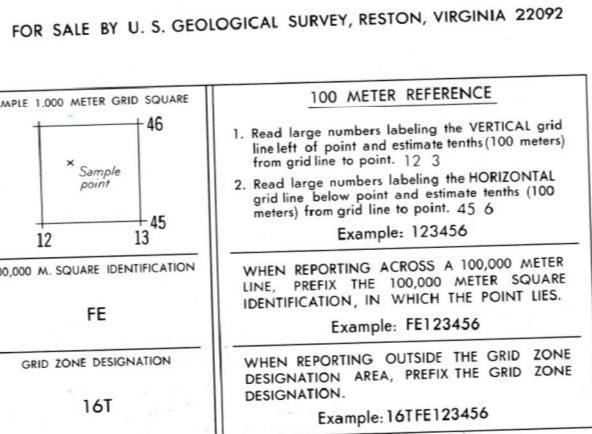 FOR SALE BY U. S. GEOLOGICAL SURVEY, RESTON, VIRGINIA 22092
MPLE 1,000 METER GRID SQUARE
46
Sample
point
45
12 13
00,000 M. SQUARE IDENTIFICATION
FE
GRID ZONE DESIGNATION
16T
100 METER REFERENCE
1. Read large numbers labeling the VERTICAL grid
line left of point and estimate tenths (100 meters)
from grid line to point. 12 3
2. Read large numbers labeling the HORIZONTAL
grid line below point and estimate tenths (100
meters) from grid line to point. 45 6
Example: 123456
WHEN REPORTING ACROSS A 100,000 METER
LINE, PREFIX THE 100,000 METER SQUARE
IDENTIFICATION, IN WHICH THE POINT LIES.
Example: FE123456
WHEN REPORTING OUTSIDE THE GRID ZONE
DESIGNATION AREA, PREFIX THE GRID ZONE
DESIGNATION.
Example: 16TFE123456